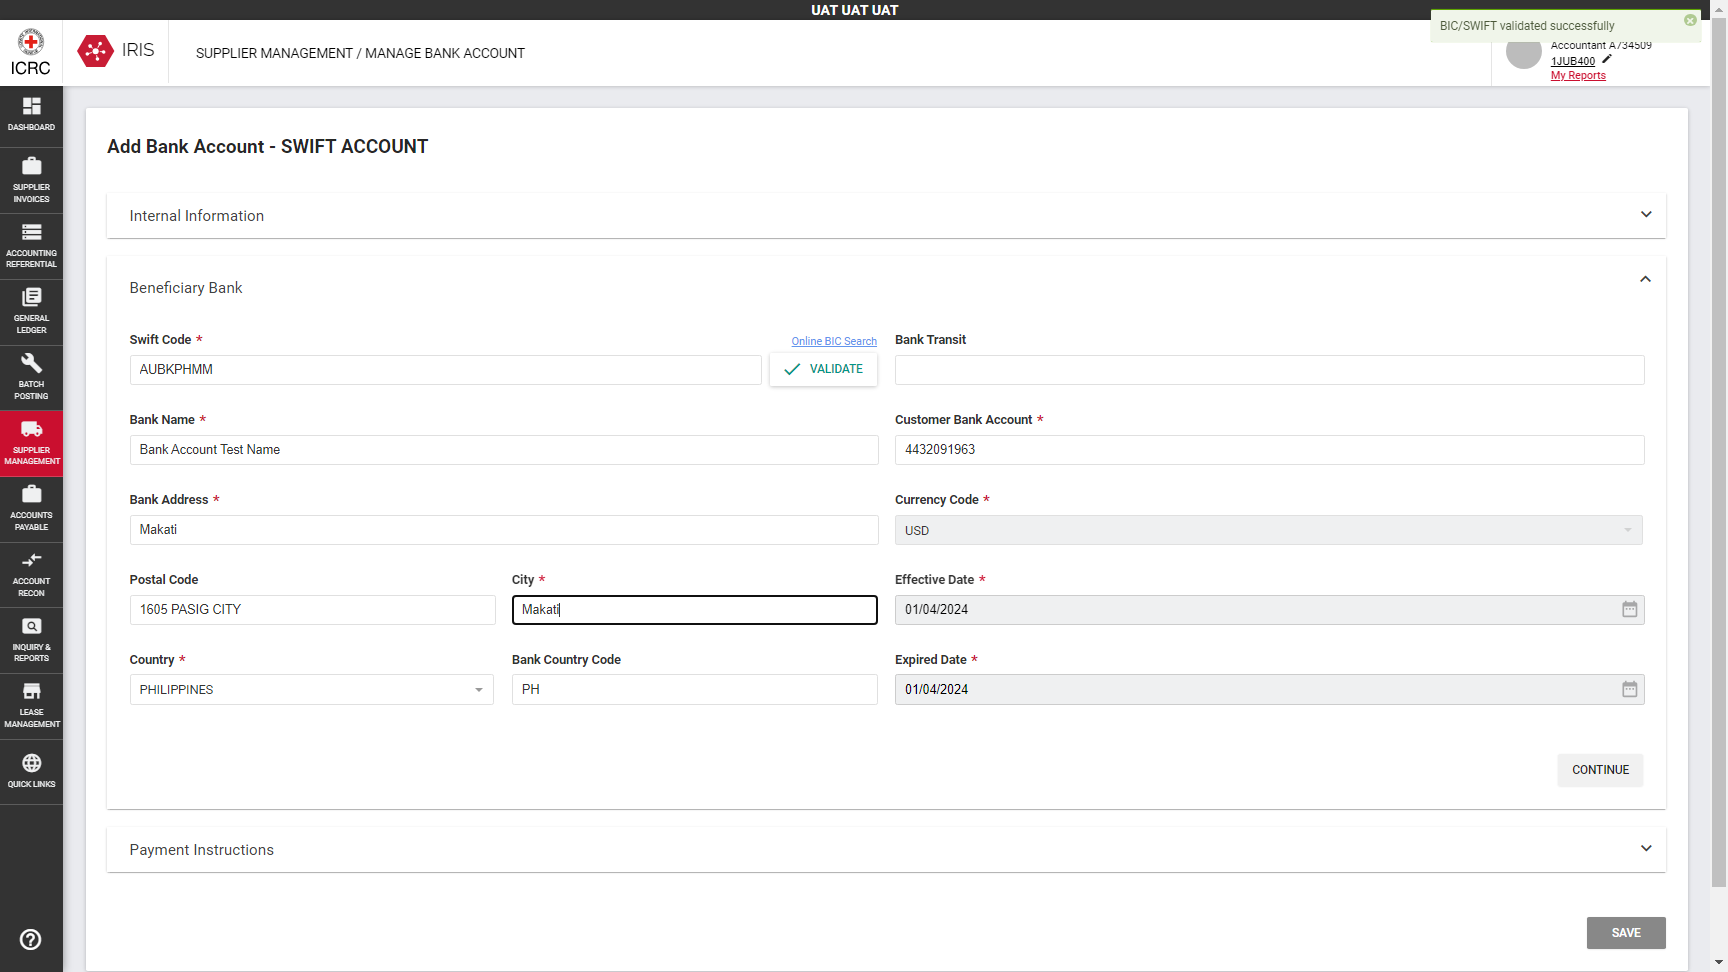 UAT UAT UAT
BIC/SWIFT validated successfully
ICRC
IRIS
SUPPLIER MANAGEMENT / MANAGE BANK ACCOUNT
Accountant A734509
1JUB400
My Reports
DASHBOARD
SUPPLIER
INVOICES
ACCOUNTING
REFERENTIAL
GENERAL
LEDGER
BATCH
POSTING
SUPPLIER
MANAGEMENT
ACCOUNTS
PAYABLE
ACCOUNT
RECON
INQUIRY &
REPORTS
LEASE
MANAGEMENT
QUICK LINKS
Add Bank Account - SWIFT ACCOUNT
Internal Information
Beneficiary Bank
Swift Code *
Online BIC Search
AUBKPHMM
VALIDATE
Bank Transit
Bank Name *
Bank Account Test Name
Customer Bank Account *
4432091963
Bank Address *
Makati
Currency Code *
USD
Postal Code
1605 PASIG CITY
City *
Makati
Effective Date *
01/04/2024
Country *
PHILIPPINES
Bank Country Code
PH
Expired Date *
01/04/2024
CONTINUE
Payment Instructions
SAVE